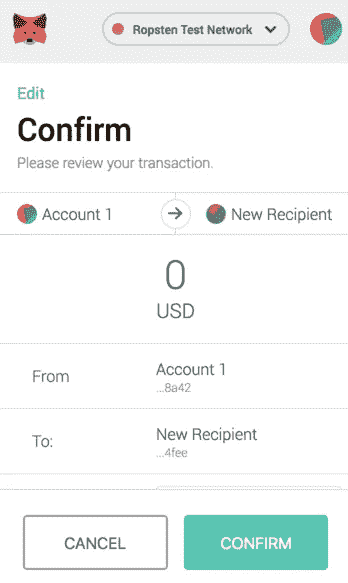 Ropsten Test Network
Edit
Confirm
Please review your transaction.
Account 1 New Recipient
0
USD
From Account 1
...8a42
To: New Recipient
...4fee
CANCEL CONFIRM